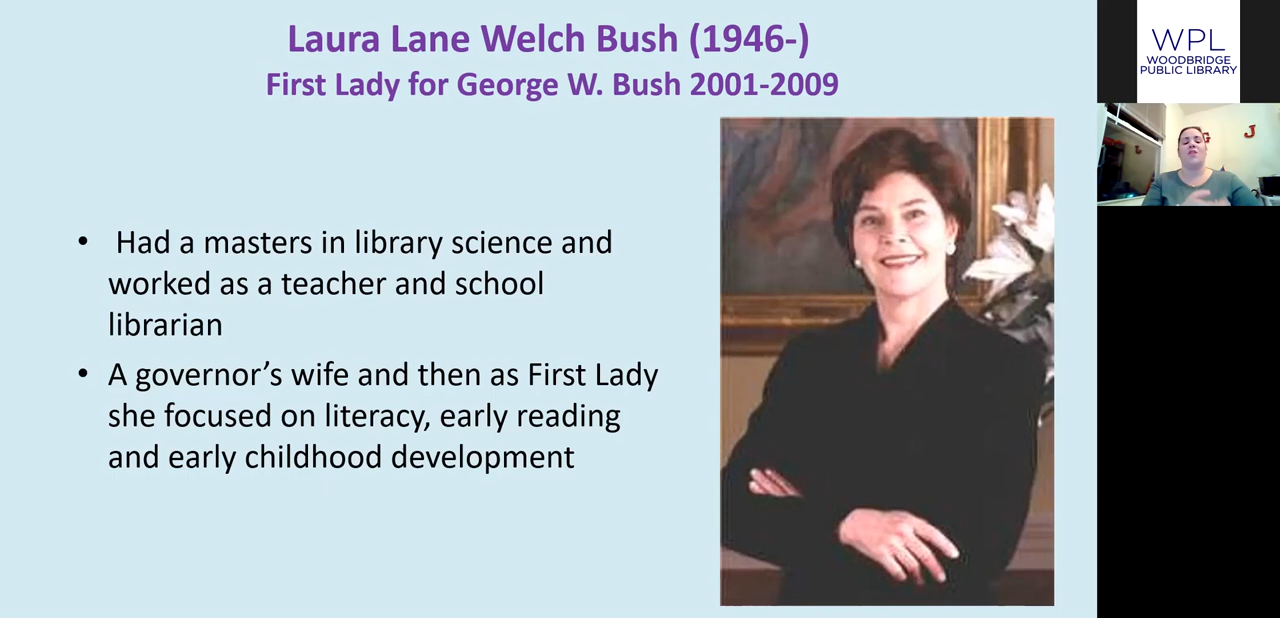 Laura Lane Welch Bush (1946-)
First Lady for George W. Bush 2001-2009
• Had a masters in library science and
worked as a teacher and school
librarian
• A governor’s wife and then as First Lady
she focused on literacy, early reading
and early childhood development
WPL
WOODBRIDGE
PUBLIC LIBRARY
G J